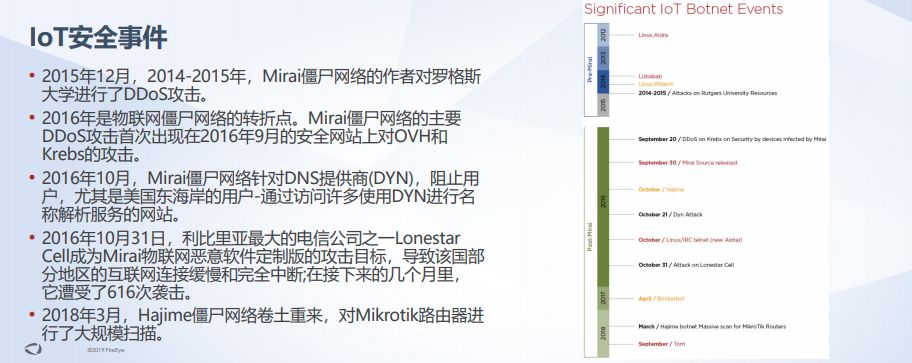 IoT安全事件
• 2015年12月，2014-2015年，Mirai僵尸网络的作者对罗格斯
大学进行了DDoS攻击。
• 2016年是物联网僵尸网络的转折点。Mirai僵尸网络的主要
DDoS攻击首次出现在2016年9月的安全网站上对OVH和
Krebs的攻击。
• 2016年10月，Mirai僵尸网络针对DNS提供商(DYN)，阻止用
户，尤其是美国东海岸的用户-通过访问许多使用DYN进行名
称解析服务的网站。
• 2016年10月31日，利比里亚最大的电信公司之一Lonestar
Cell成为Mirai物联网恶意软件定制版的攻击目标，导致该国部
分地区的互联网连接缓慢和完全中断;在接下来的几个月里，
它遭受了616次袭击。
• 2018年3月，Hajime僵尸网络卷土重来，对Mikrotik路由器进
行了大规模扫描。
©2019 FireEye
Significant IoT Botnet Events
Pre-Mirai
2012
2013
2014
2015
Linux.Aidra
Lizkebab
Linux.Wifatch
2014-2015 / Attacks on Rutgers University Resources
Post-Mirai
2016
2017
2018
September 20 / DDoS on Krebs on Security by devices infected by Mirai
September 30 / Mirai Source released
October / Hajime
October 21 / Dyn Attack
October / Linux/IRC telnet (new Aidra)
October 31 / Attack on Lonestar Cell
April / Brickerbot
March / Hajime botnet Massive scan for MikroTik Routers
September / Torii